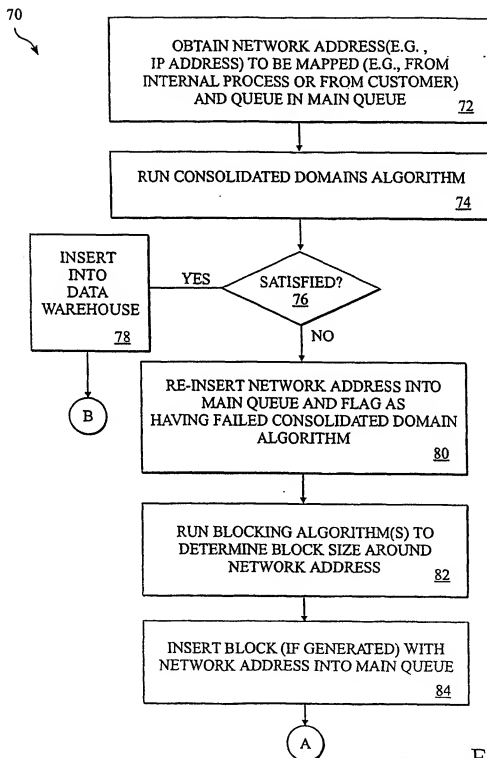 70
OBTAIN NETWORK ADDRESS(E.G. ,
IP ADDRESS) TO BE MAPPED (E.G., FROM
INTERNAL PROCESS OR FROM CUSTOMER)
AND QUEUE IN MAIN QUEUE
72
RUN CONSOLIDATED DOMAINS ALGORITHM
74
INSERT
INTO
DATA
WAREHOUSE
78
YES
SATISFIED?
76
NO
B
RE-INSERT NETWORK ADDRESS INTO
MAIN QUEUE AND FLAG AS
HAVING FAILED CONSOLIDATED DOMAIN
ALGORITHM
80
RUN BLOCKING ALGORITHM(S) TO
DETERMINE BLOCK SIZE AROUND
NETWORK ADDRESS
82
INSERT BLOCK (IF GENERATED) WITH
NETWORK ADDRESS INTO MAIN QUEUE
84
A